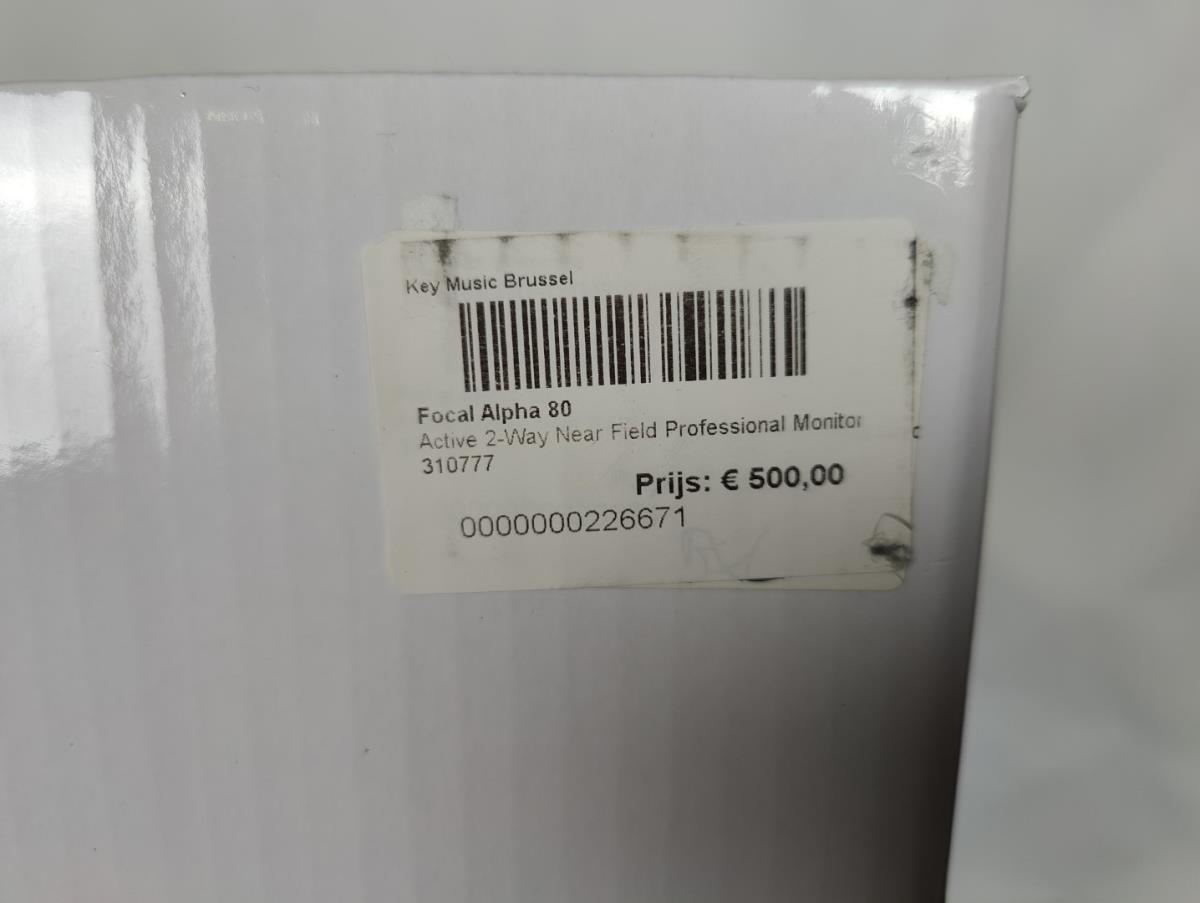 Key Music Brussel
Focal Alpha 80
Active 2-Way Near Field Professional Monitor
310777
Prijs: € 500,00
0000000226671